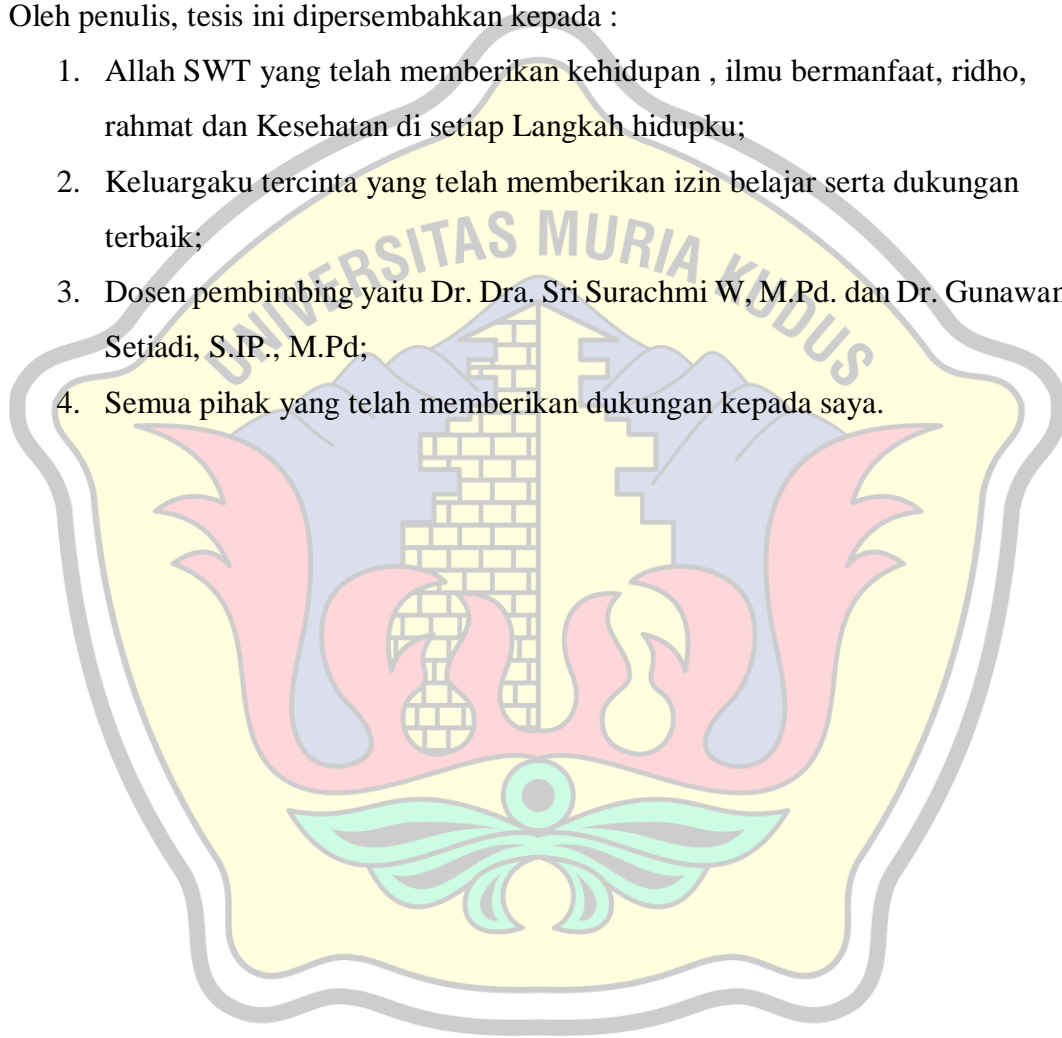 Oleh penulis, tesis ini dipersembahkan kepada :
1. Allah SWT yang telah memberikan kehidupan , ilmu bermanfaat, ridho,
rahmat dan Kesehatan di setiap Langkah hidupku;
2. Keluargaku tercinta yang telah memberikan izin belajar serta dukungan
terbaik;
3. Dosen pembimbing yaitu Dr. Dra. Sri Surachmi W, M.Pd. dan Dr. Gunawan
Setiadi, S.IP., M.Pd;
4. Semua pihak yang telah memberikan dukungan kepada saya.
UNIVERSITAS MURIA KUDUS